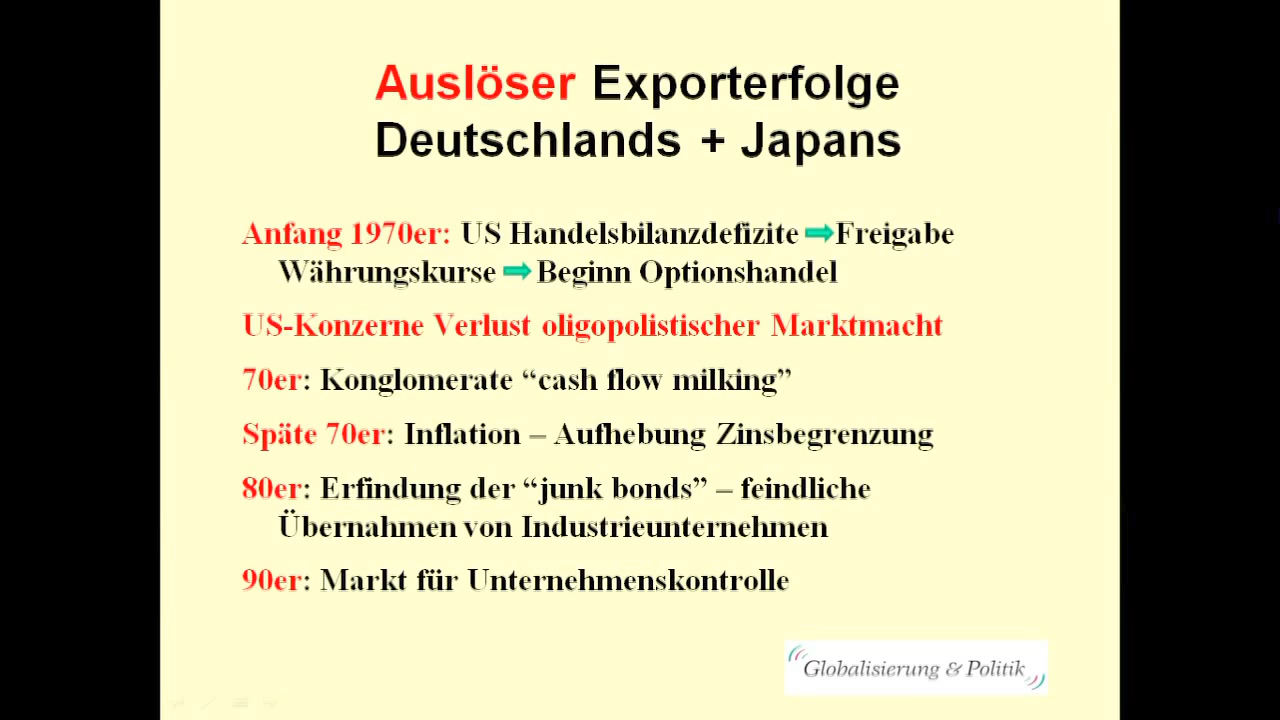 Auslöser Exporterfolge
Deutschlands + Japans
Anfang 1970er: US Handelsbilanzdefizite ➡Freigabe
Währungskurse ➡ Beginn Optionshandel
US-Konzerne Verlust oligopolistischer Marktmacht
70er: Konglomerate “cash flow milking”
Späte 70er: Inflation – Aufhebung Zinsbegrenzung
80er: Erfindung der “junk bonds” – feindliche
Übernahmen von Industrieunternehmen
90er: Markt für Unternehmenskontrolle
Globalisierung & Politik